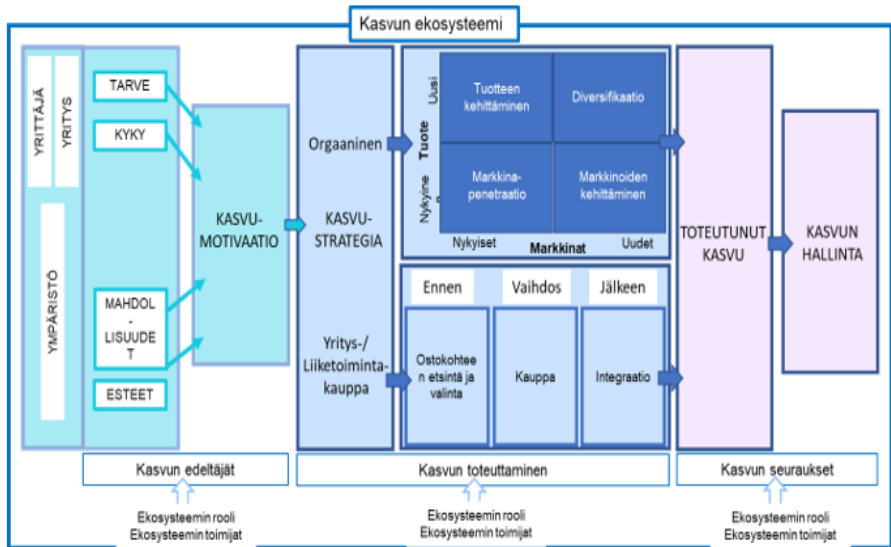 Kasvun ekosysteemi
YRITTÄJÄ
YRITYS
YMPÄRISTÖ
TARVE
KYKY
MAHDOL
-
LISUUDE
T
ESTEET
KASVU-
MOTIVAATIO
Orgaaninen
KASVU-
STRATEGIA
Yritys-/
Liiketoiminta-
kauppa
Tuote
Uusi
Nykyine
n
Tuotteen
kehittäminen
Diversifikaatio
Markkina-
penetraatio
Markkinoiden
kehittäminen
Nykyiset
Markkinat
Uudet
Ennen
Vaihdos
Jälkeen
Ostokohtee
n etsintä ja
valinta
Kauppa
Integraatio
TOTEUTUNUT
KASVU
KASVUN
HALLINTA
Kasvun edeltäjät
Kasvun toteuttaminen
Kasvun seuraukset
Ekosysteemin rooli
Ekosysteemin toimijat
Ekosysteemin rooli
Ekosysteemin toimijat
Ekosysteemin rooli
Ekosysteemin toimijat